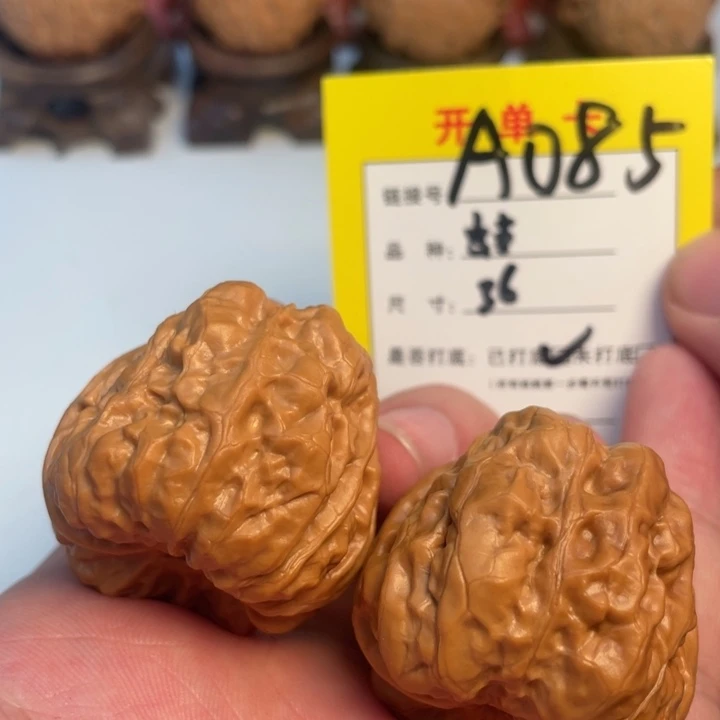 开单卡
链接号 A085
品 种：
尺 寸：36
是否打底：已打底 ✓ 未打底